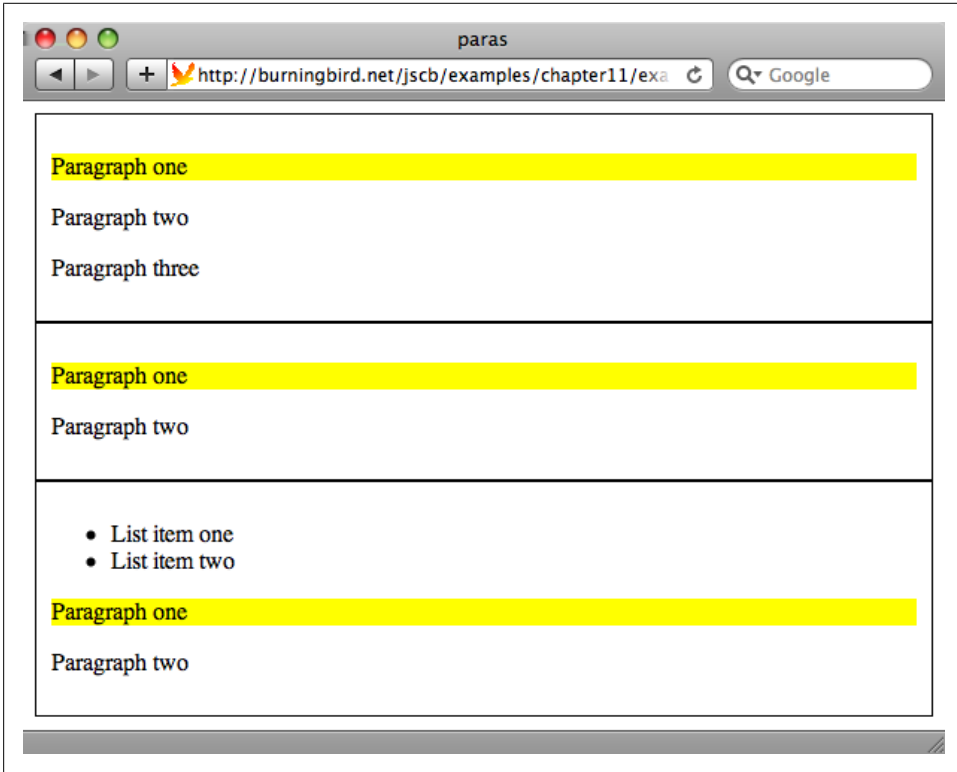 paras
http://burningbird.net/jscb/examples/chapter11/exa
Google
Paragraph one
Paragraph two
Paragraph three
Paragraph one
Paragraph two
• List item one
• List item two
Paragraph one
Paragraph two